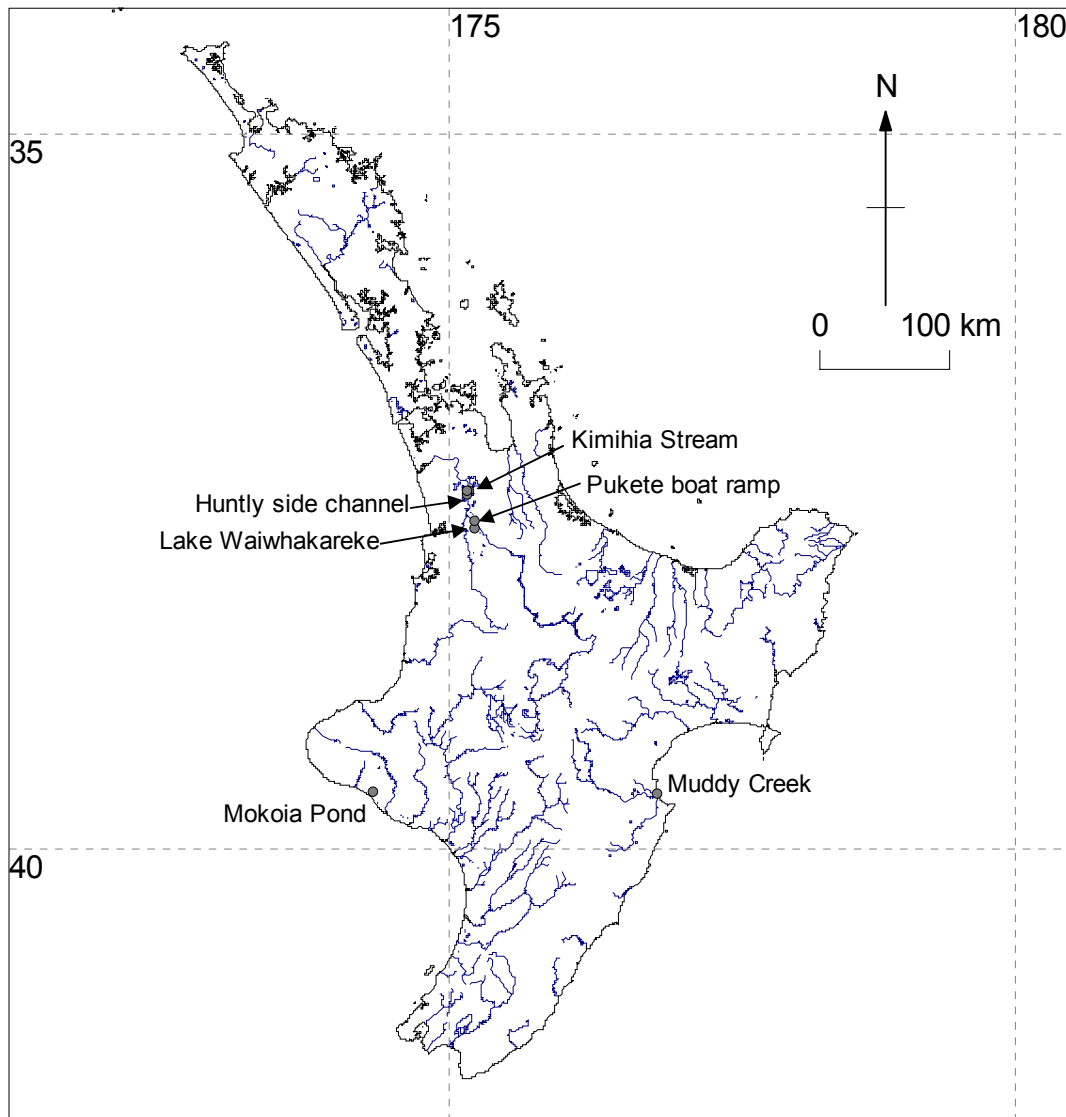 175
180
N
35
0
100 km
Kimihia Stream
Pukete boat ramp
Huntly side channel
Lake Waiwhakareke
Muddy Creek
Mokoia Pond
40